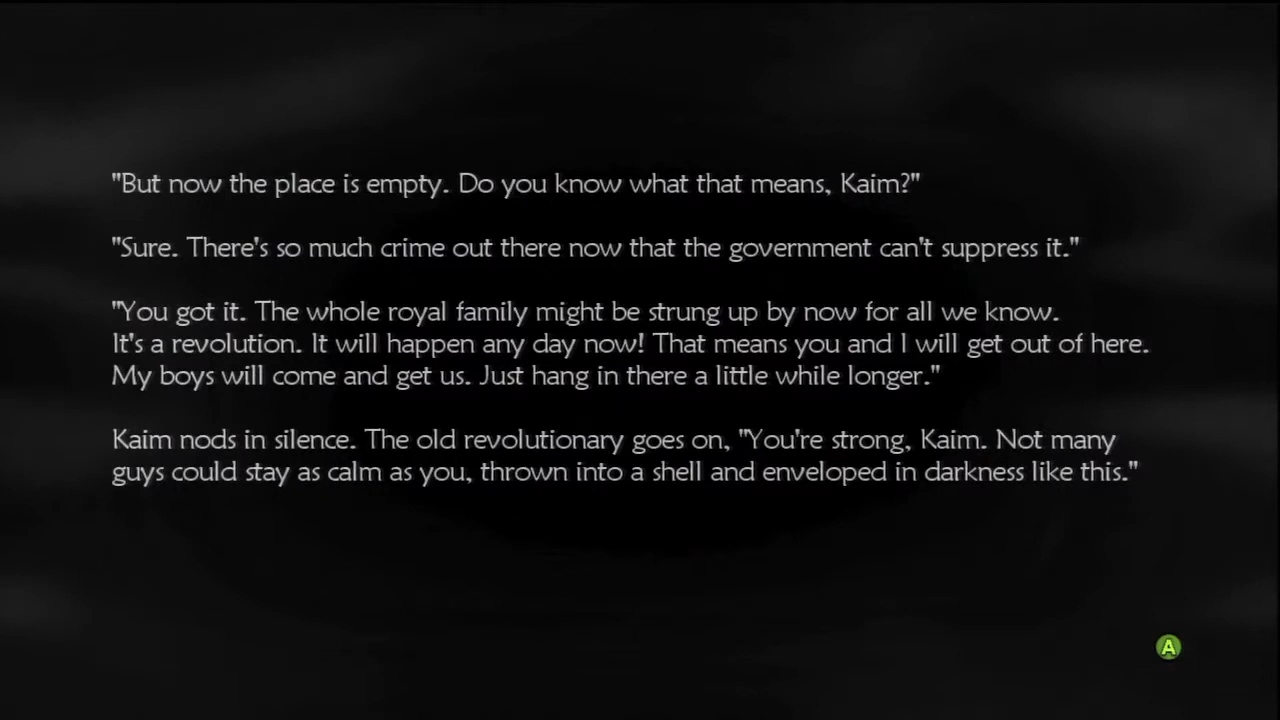 "But now the place is empty. Do you know what that means, Kaim?"
"Sure. There's so much crime out there now that the government can't suppress it."
"You got it. The whole royal family might be strung up by now for all we know.
It's a revolution. It will happen any day now! That means you and I will get out of here.
My boys will come and get us. Just hang in there a little while longer."
Kaim nods in silence. The old revolutionary goes on, "You're strong, Kaim. Not many
guys could stay as calm as you, thrown into a shell and enveloped in darkness like this."
A